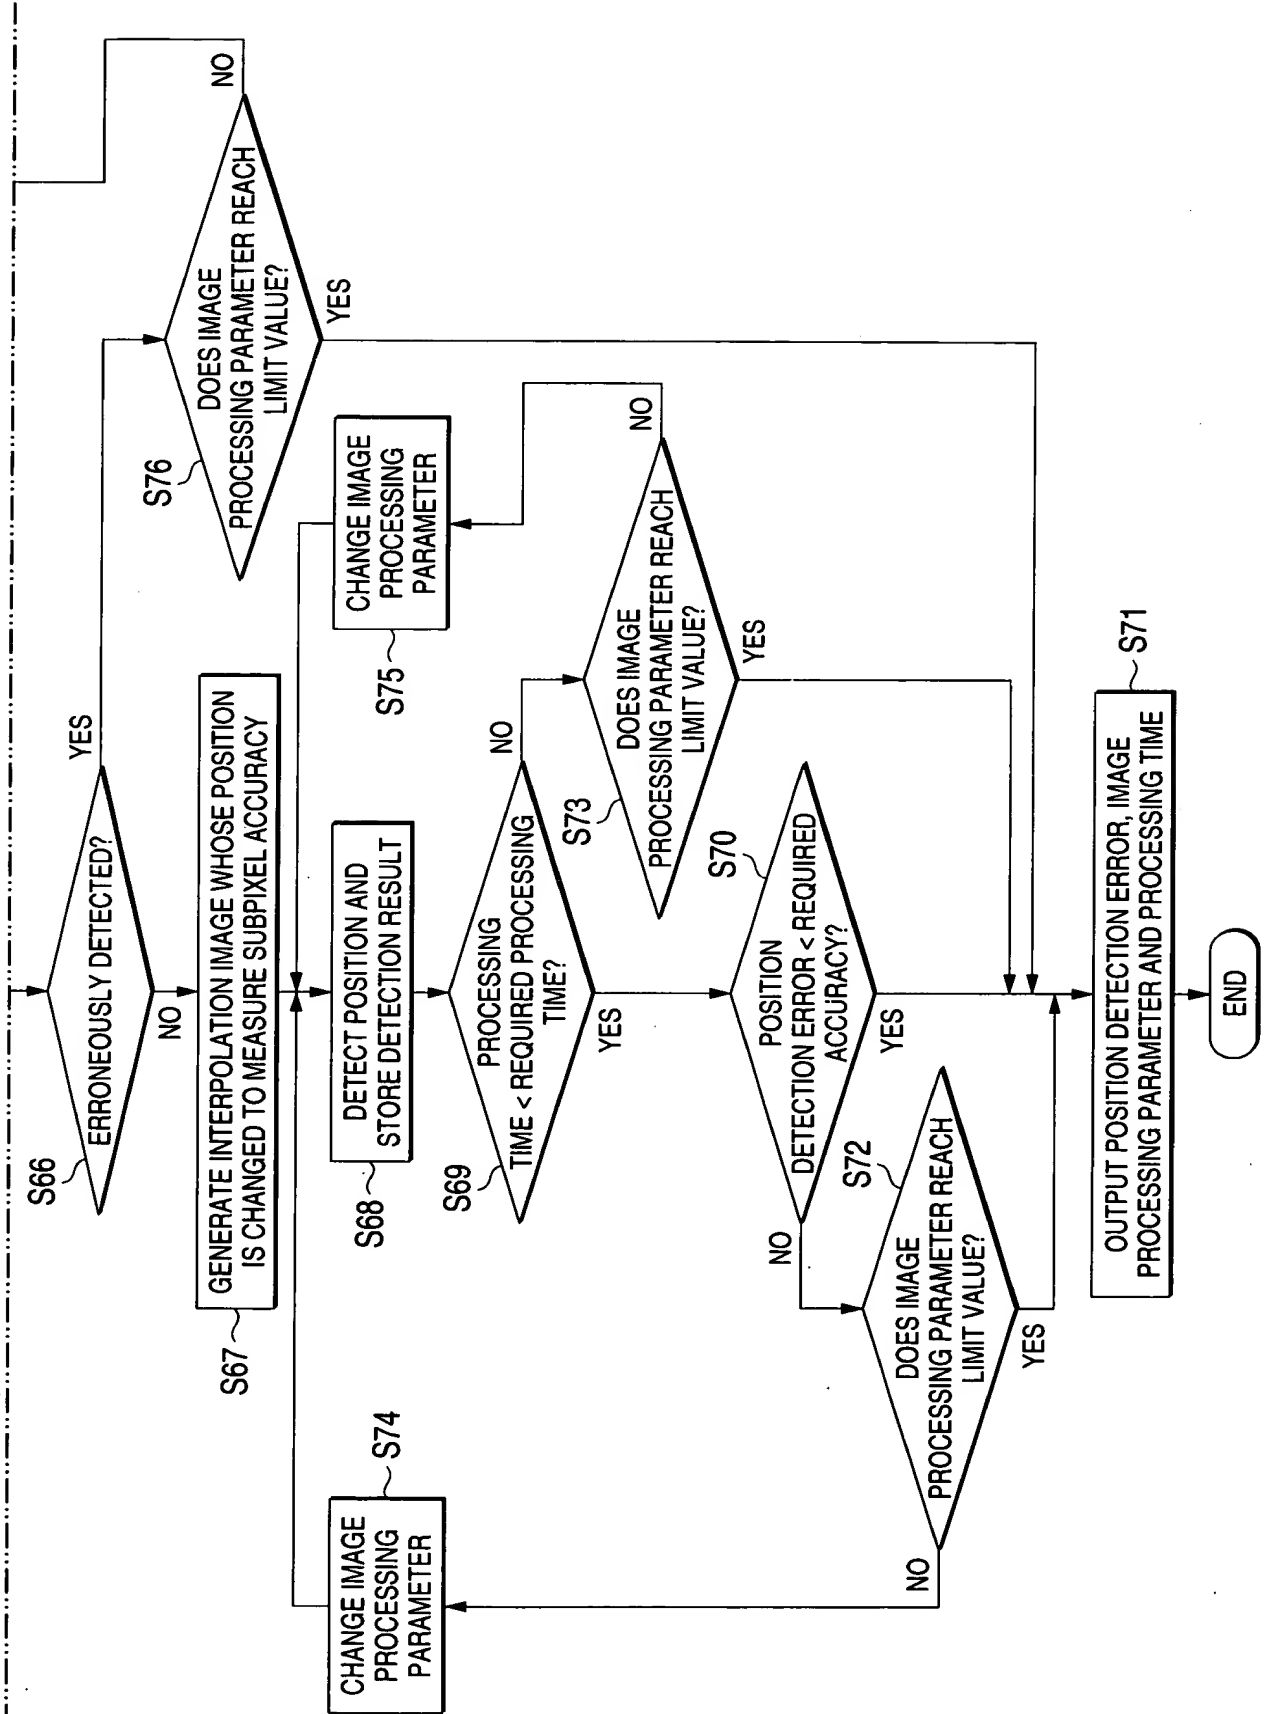 S66
ERRONEOUSLY DETECTED?
YES
NO
S67
GENERATE INTERPOLATION IMAGE WHOSE POSITION
IS CHANGED TO MEASURE SUBPIXEL ACCURACY
S76
DOES IMAGE
PROCESSING PARAMETER REACH
LIMIT VALUE?
NO
YES
S74
CHANGE IMAGE
PROCESSING
PARAMETER
S68
DETECT POSITION AND
STORE DETECTION RESULT
S75
CHANGE IMAGE
PROCESSING
PARAMETER
S69
PROCESSING
TIME < REQUIRED PROCESSING
TIME?
NO
YES
S73
DOES IMAGE
PROCESSING PARAMETER REACH
LIMIT VALUE?
NO
YES
S70
POSITION
DETECTION ERROR < REQUIRED
ACCURACY?
NO
YES
S72
DOES IMAGE
PROCESSING PARAMETER REACH
LIMIT VALUE?
NO
YES
S71
OUTPUT POSITION DETECTION ERROR, IMAGE
PROCESSING PARAMETER AND PROCESSING TIME
END